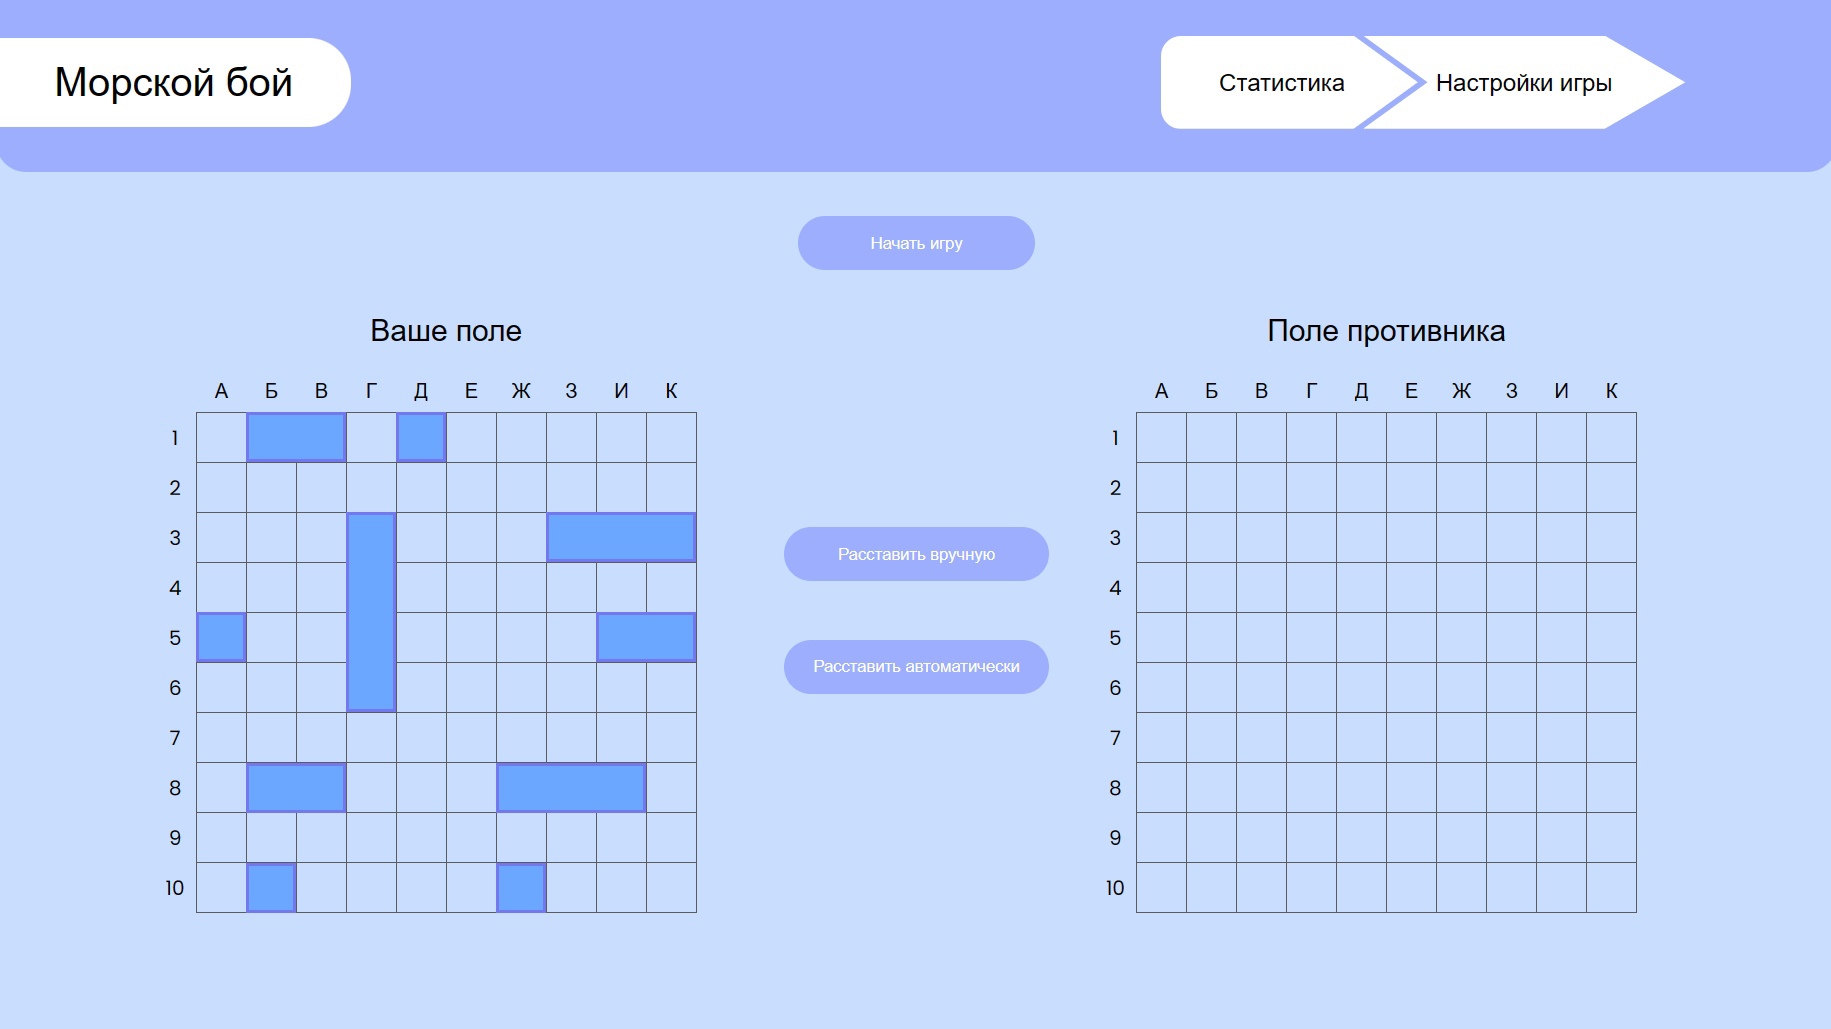 Морской бой
Статистика
Настройки игры
Начать игру
Ваше поле
А Б В Г Д Е Ж З И К
1
2
3
4
5
6
7
8
9
10
Расставить вручную
Расставить автоматически
Поле противника
А Б В Г Д Е Ж З И К
1
2
3
4
5
6
7
8
9
10